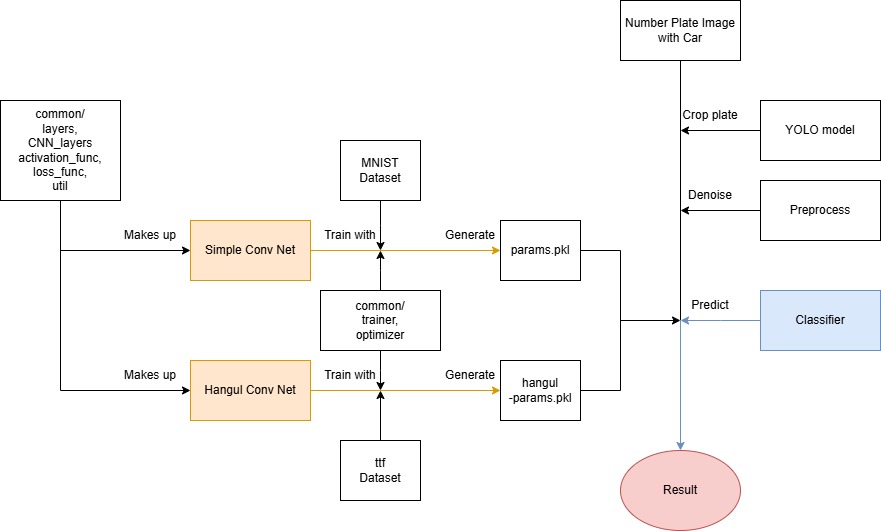 Number Plate Image
with Car
common/
layers,
CNN_layers
activation_func,
loss_func,
util
Crop plate
YOLO model
MNIST
Dataset
Denoise
Preprocess
Makes up
Simple Conv Net
Train with
Generate
params.pkl
common/
trainer,
optimizer
Predict
Classifier
Makes up
Hangul Conv Net
Train with
Generate
hangul
-params.pkl
ttf
Dataset
Result